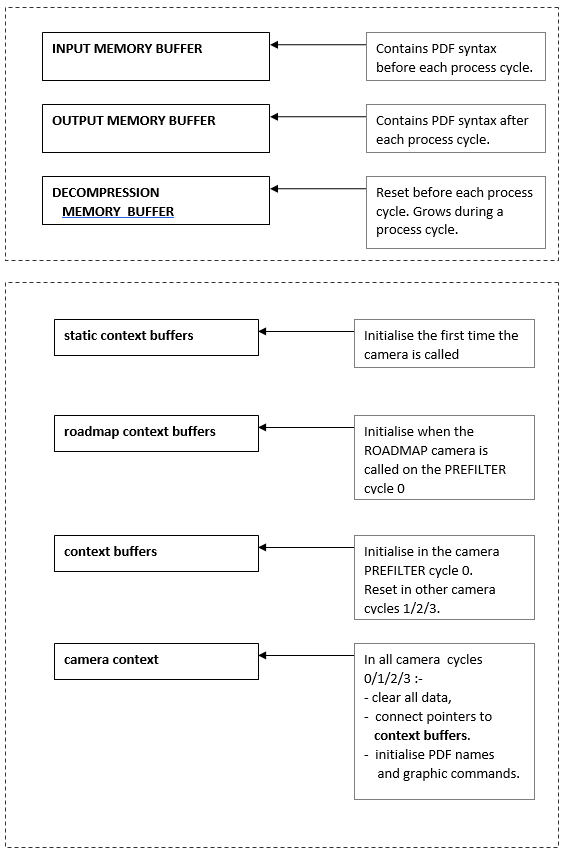 INPUT MEMORY BUFFER
Contains PDF syntax
before each process cycle.
OUTPUT MEMORY BUFFER
Contains PDF syntax after
each process cycle.
DECOMPRESSION
MEMORY  BUFFER
Reset before each process
cycle. Grows during a
process cycle.
static context buffers
Initialise the first time the
camera is called
roadmap context buffers
Initialise when the
ROADMAP camera is
called on the PREFILTER
cycle 0
context buffers
Initialise in the camera
PREFILTER cycle 0.
Reset in other camera
cycles 1/2/3.
camera context
In all camera  cycles
0/1/2/3 :-
- clear all data,
-  connect pointers to
context buffers.
-  initialise PDF names
and graphic commands.